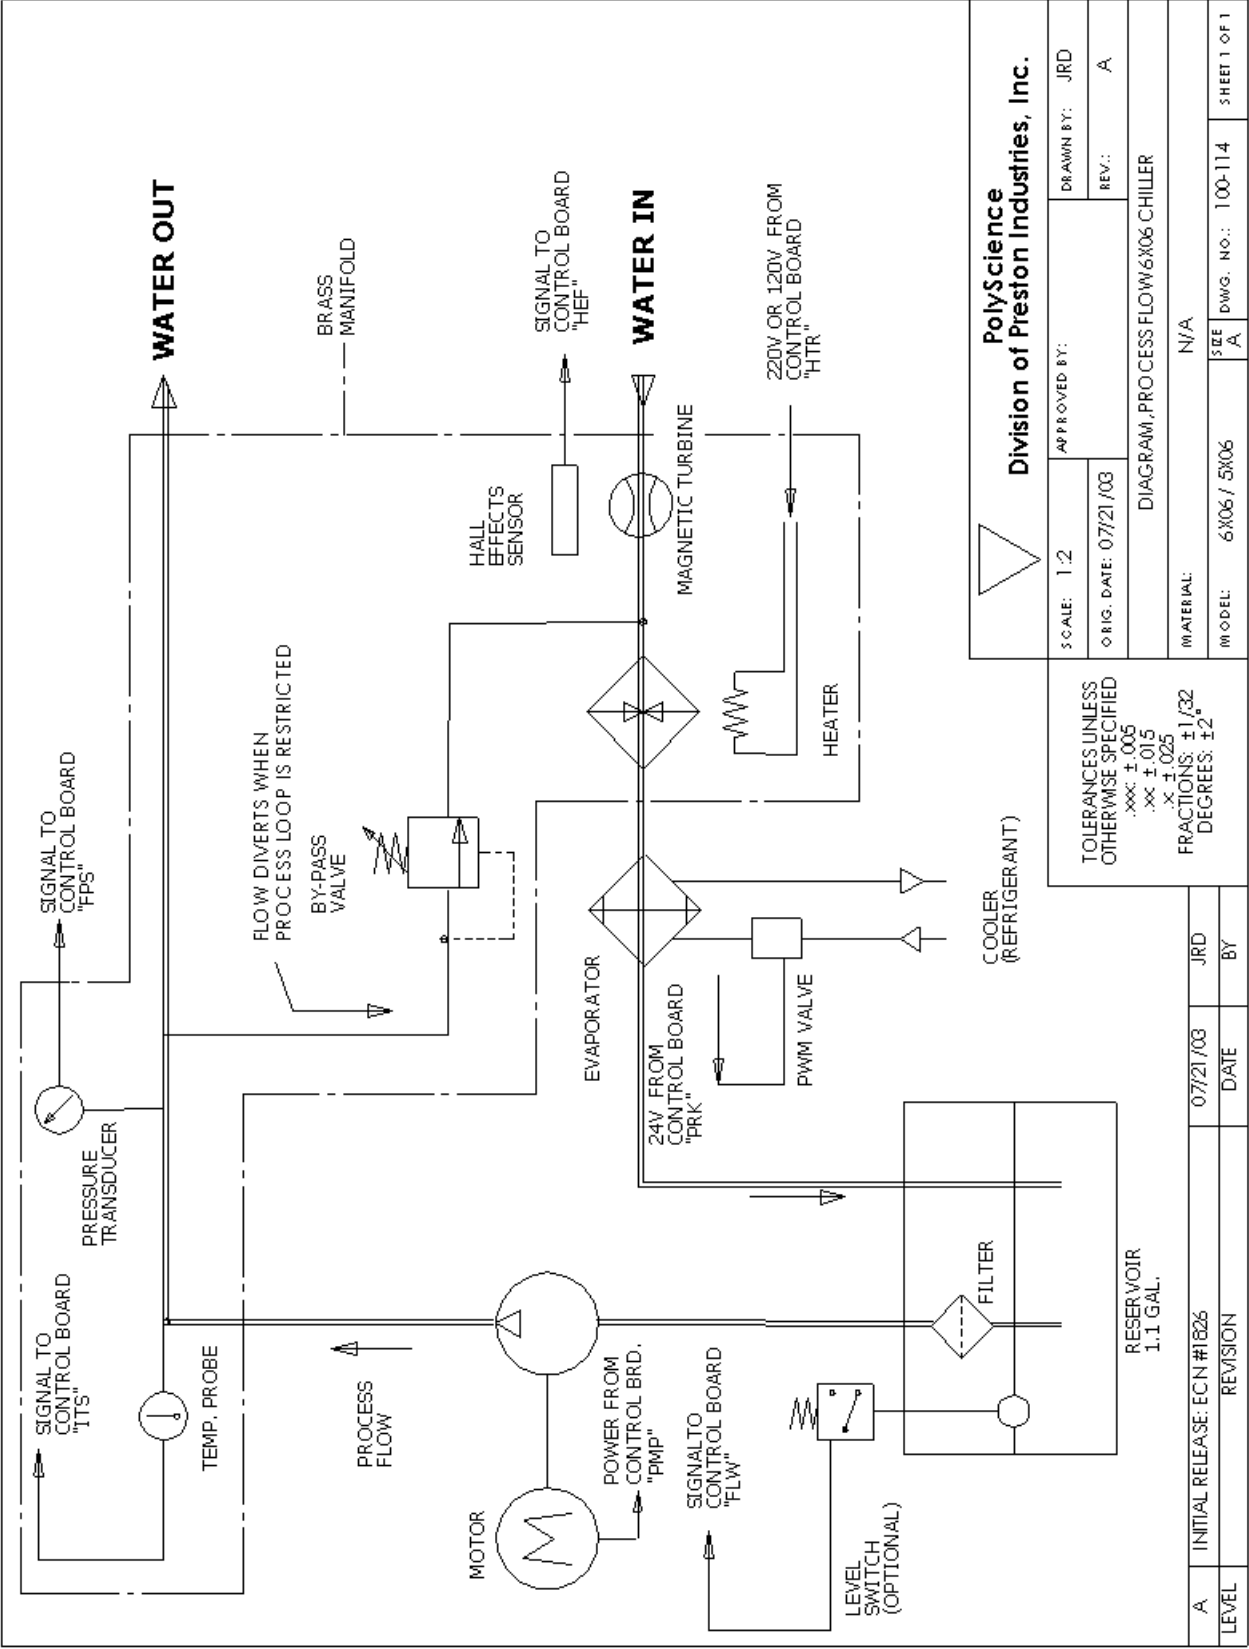 SIGNAL TO
CONTROL BOARD
"ITS"
TEMP. PROBE
PRESSURE
TRANSDUCER
SIGNAL TO
CONTROL BOARD
"FPS"
WATER OUT
BRASS
MANIFOLD
FLOW DIVERTS WHEN
PROCESS LOOP IS RESTRICTED
BY-PASS
VALVE
HALL
EFFECTS
SENSOR
SIGNAL TO
CONTROL BOARD
"HEF"
WATER IN
MAGNETIC TURBINE
220V OR 120V FROM
CONTROL BOARD
"HTR"
HEATER
PROCESS
FLOW
MOTOR
M
POWER FROM
CONTROL BRD.
"PMP"
EVAPORATOR
24V FROM
CONTROL BOARD
"PRK"
PWM VALVE
COOLER
(REFRIGERANT)
SIGNAL TO
CONTROL BOARD
"FLW"
LEVEL
SWITCH
(OPTIONAL)
FILTER
RESERVOIR
1.1 GAL.
TOLERANCES UNLESS
OTHERWISE SPECIFIED
.xxx: ±.005
.xx: ±.015
.x: ±.025
FRACTIONS: ±1/32
DEGREES: ±2°
PolyScience
Division of Preston Industries, Inc.
SCALE: 1:2
APPROVED BY:
DRAWN BY: JRD
ORIG. DATE: 07/21/03
REV.: A
DIAGRAM,PROCESS FLOW 6X06 CHILLER
MATERIAL: N/A
MODEL: 6X06 / 5X06
SIZE
A
DWG. NO.: 100-114
SHEET 1 OF 1
A INITIAL RELEASE: ECN #1826 07/21/03 JRD
LEVEL REVISION DATE BY